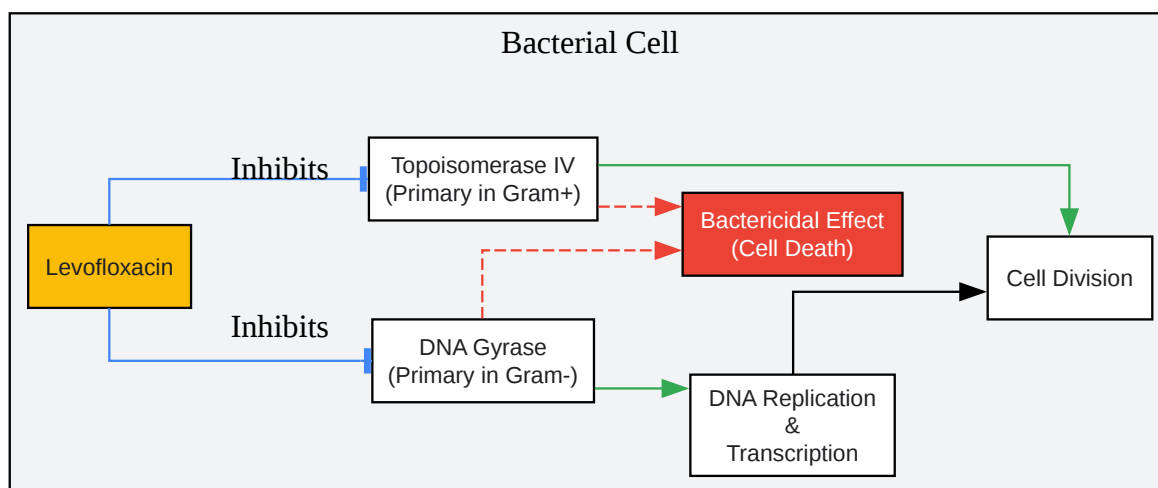 Bacterial Cell
Inhibits
Topoisomerase IV
(Primary in Gram+)
Bactericidal Effect
(Cell Death)
Levofloxacin
Cell Division
Inhibits
DNA Gyrase
(Primary in Gram-)
DNA Replication
&
Transcription